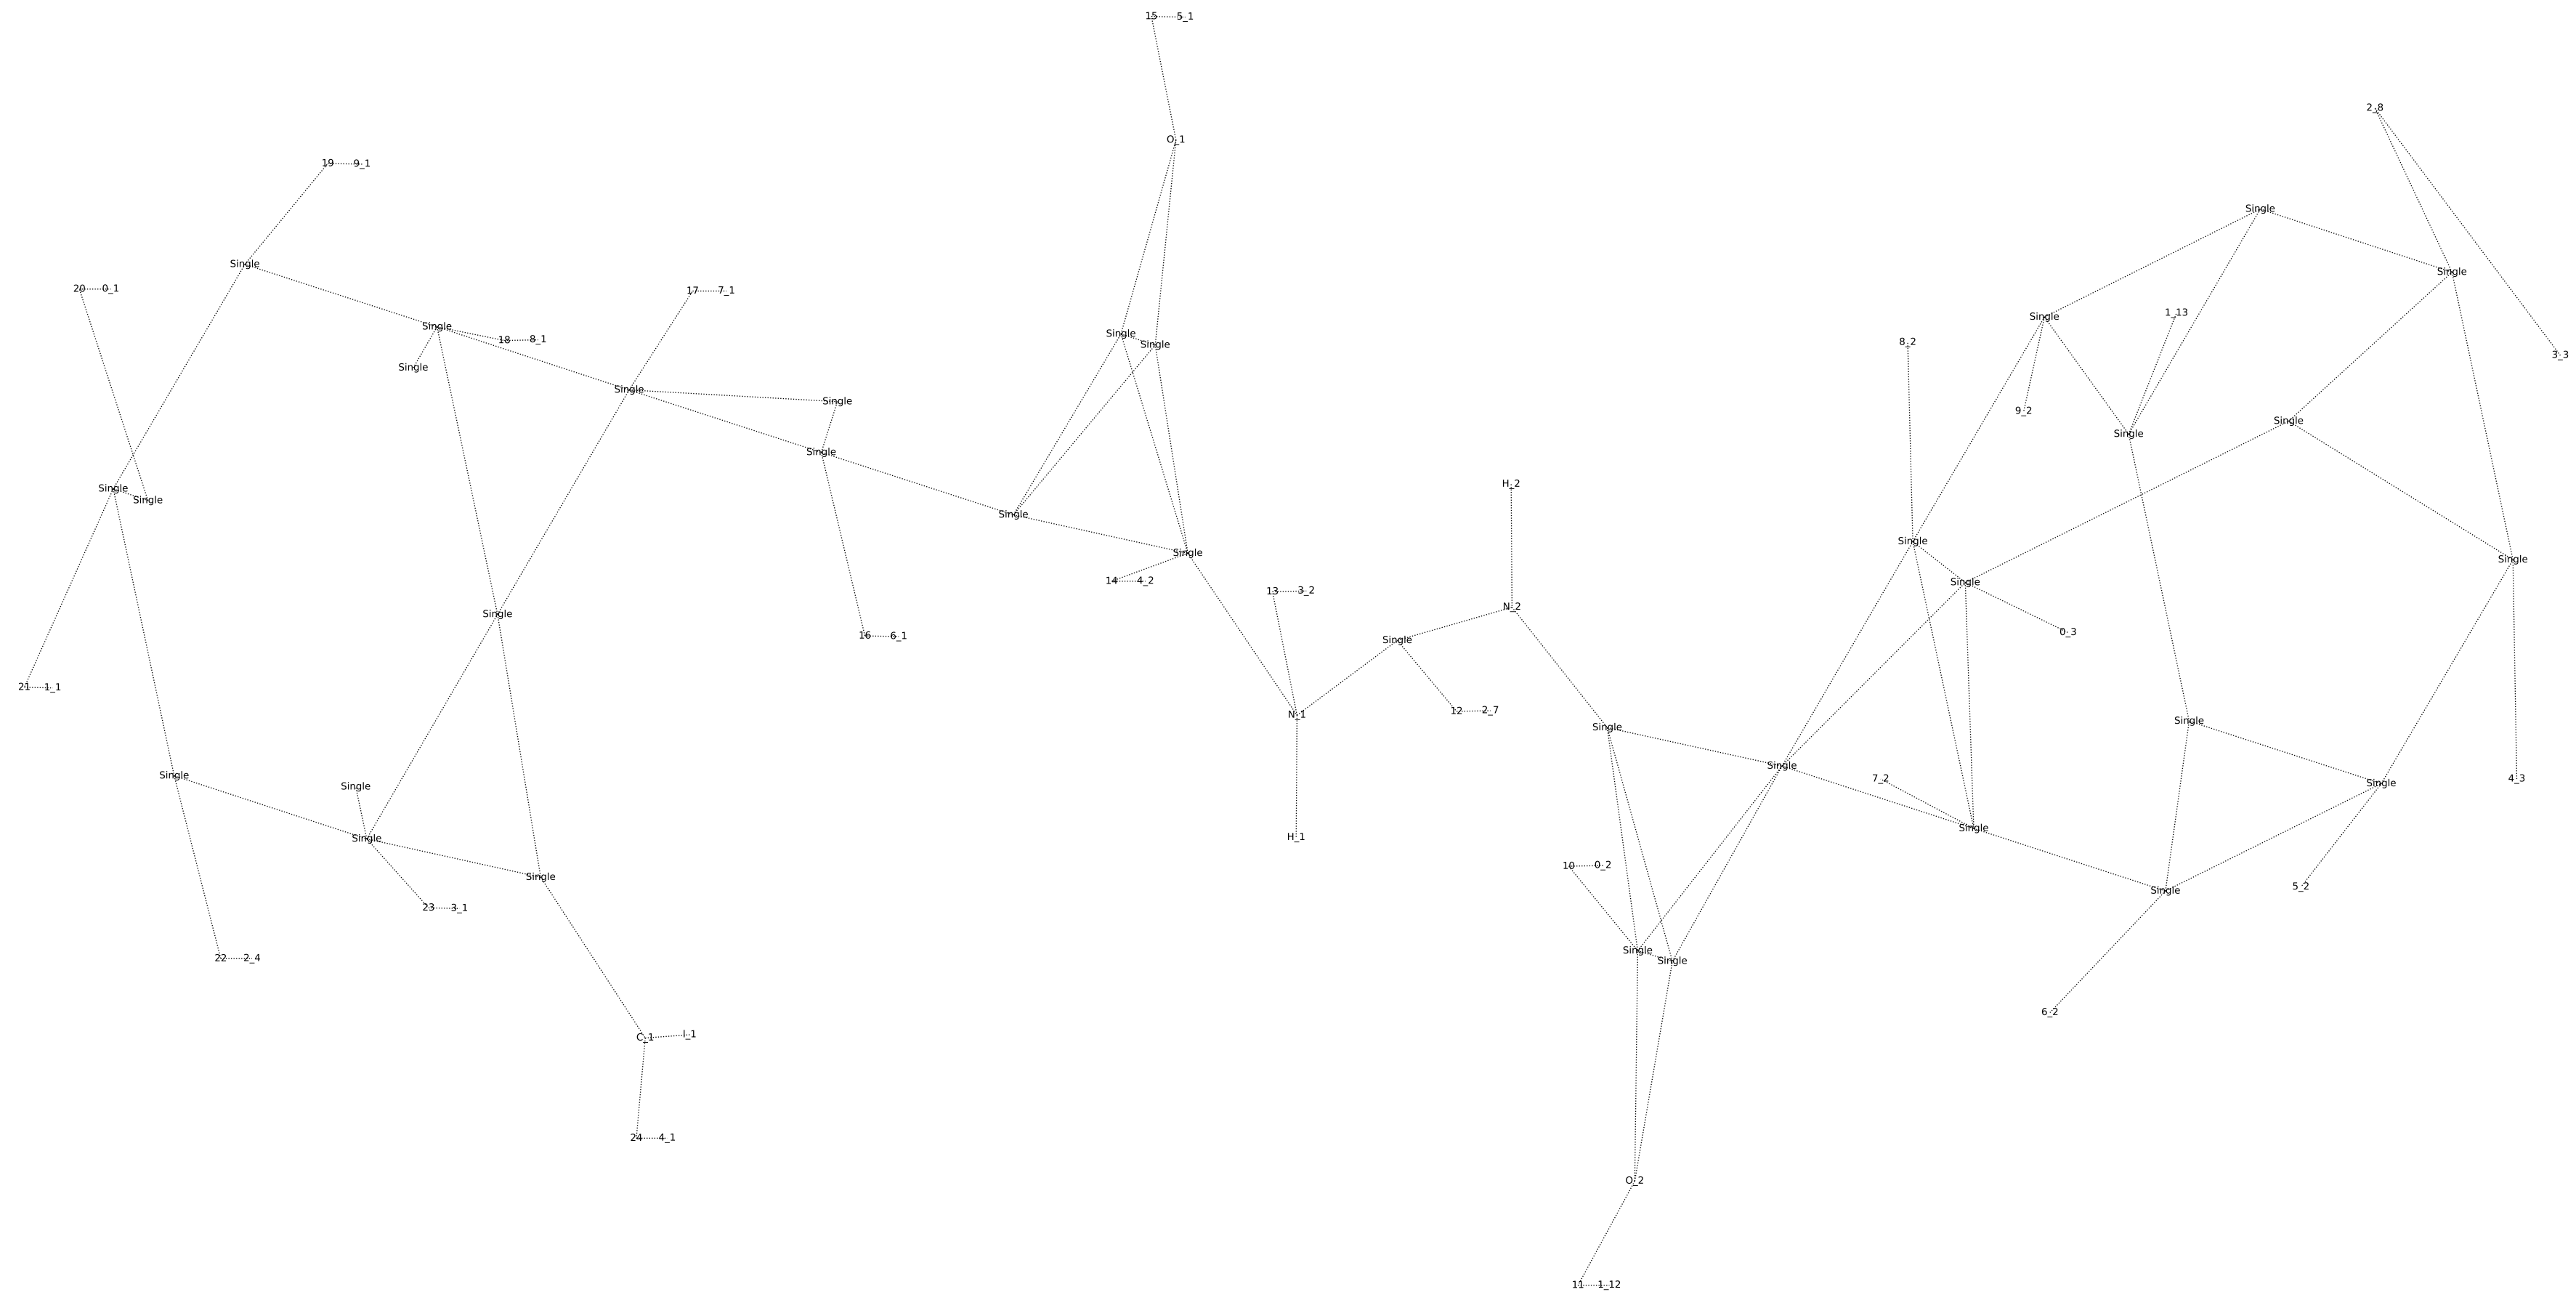 15 5_1
2_8
O_1
19 9_1
Single
Single
Single
20 0_1
17 7_1
1_13
Single
Single
Single
18 8_1
8_2
Single
3_3
Single
Single
Single
9_2
Single
Single
Single
Single
H_2
Single
Single
Single
Single
Single
14 4_2
Single
13 3_2
N_2
Single
0_3
16 6_1
Single
21 1_1
N_1
12 2_7
Single
Single
Single
Single
7_2
4_3
Single
Single
Single
H_1
Single
10 0_2
Single
5_2
Single
23 3_1
Single
22 2_4
Single
6_2
C_1 I_1
24 4_1
O_2
11 1_12